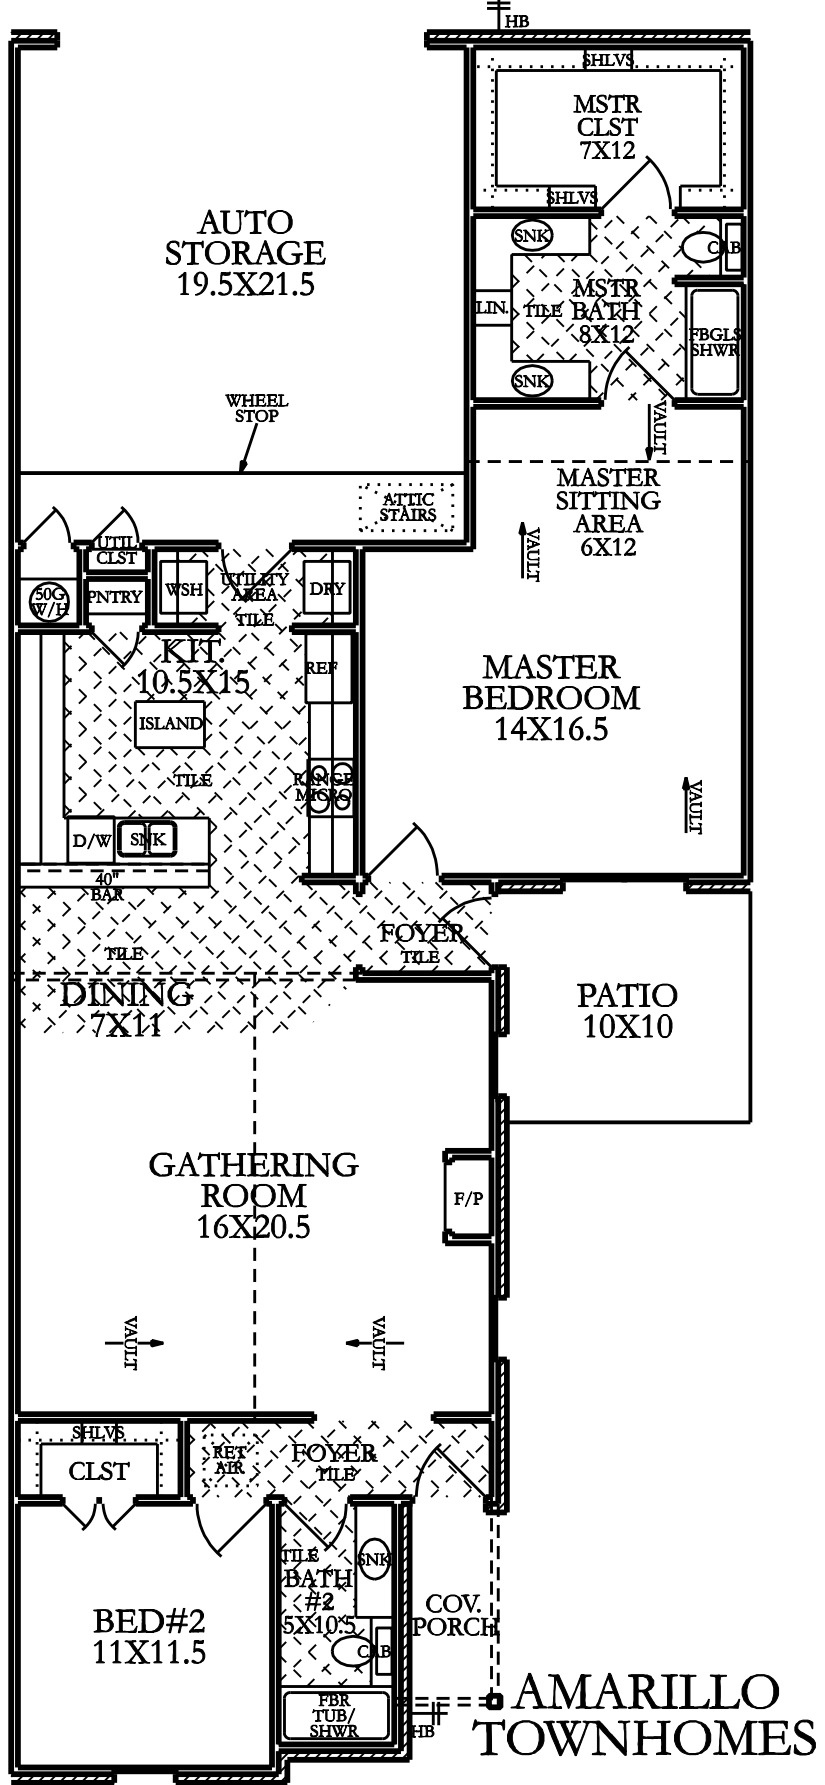 HB
SHLVS
MSTR
CLST
7X12
SHLVS
AUTO
STORAGE
19.5X21.5
SNK
CAB
LIN.
TILE
MSTR
BATH
8X12
FBGLS
SHWR
SNK
WHEEL
STOP
VAULT
MASTER
SITTING
AREA
6X12
ATTIC
STAIRS
VAULT
UTIL
CLST
50G
W/H
PNTRY
WSH
UTILITY
AREA
TILE
DRY
KIT.
10.5X15
REF
MASTER
BEDROOM
14X16.5
ISLAND
TILE
RANGE
MICRO
VAULT
D/W
SNK
40"
BAR
FOYER
TILE
TILE
DINING
7X11
PATIO
10X10
GATHERING
ROOM
16X20.5
F/P
VAULT
VAULT
SHLVS
CLST
RET
AIR
FOYER
TILE
TILE
SNK
BATH
#2
5X10.5
CAB
BED#2
11X11.5
COV.
PORCH
FBR
TUB/
SHWR
HB
AMARILLO
TOWNHOMES